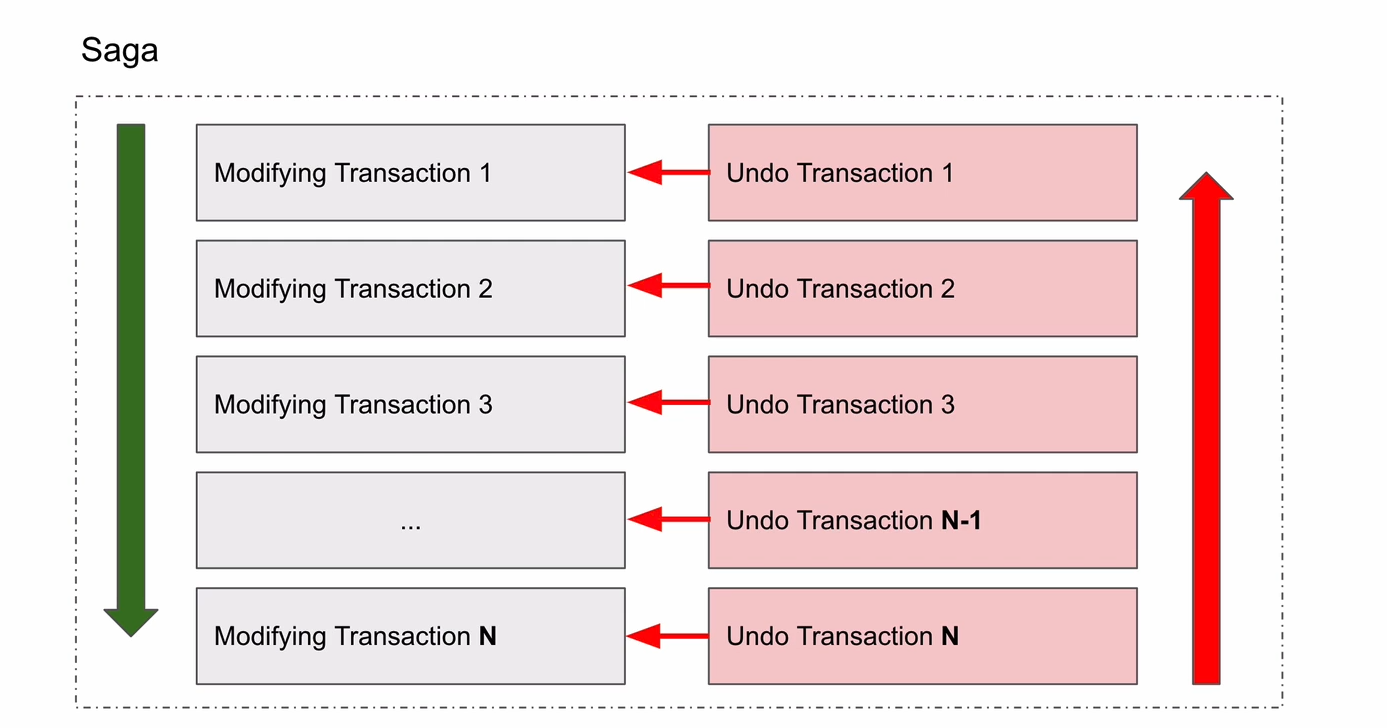 Saga
Modifying Transaction 1
Undo Transaction 1
Modifying Transaction 2
Undo Transaction 2
Modifying Transaction 3
Undo Transaction 3
...
Undo Transaction N-1
Modifying Transaction N
Undo Transaction N